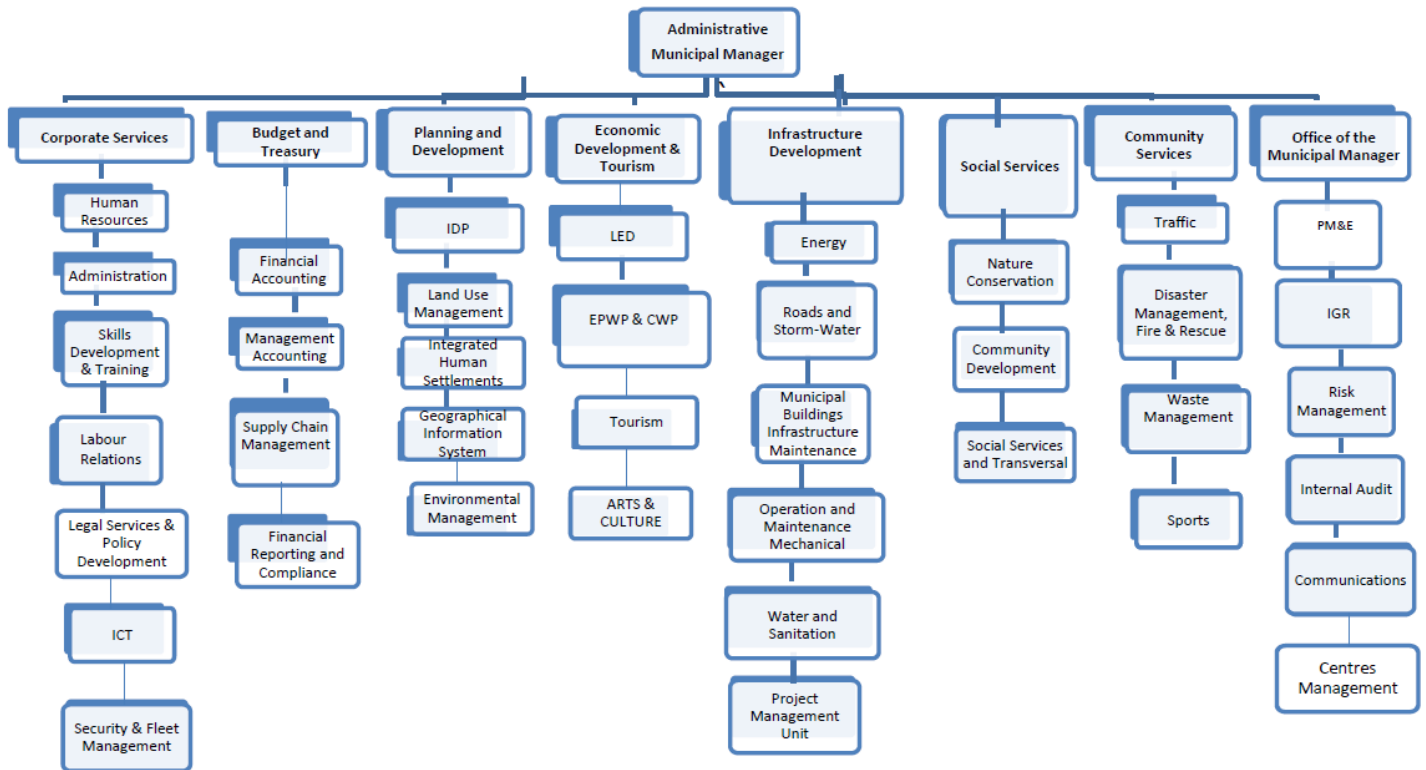 Administrative
Municipal Manager
Corporate Services
Human
Resources
Administration
Skills
Development
& Training
Labour
Relations
Legal Services &
Policy
Development
ICT
Security & Fleet
Management
Budget and
Treasury
Financial
Accounting
Management
Accounting
Supply Chain
Management
Financial
Reporting and
Compliance
Planning and
Development
IDP
Land Use
Management
Integrated
Human
Settlements
Geographical
Information
System
Environmental
Management
Economic
Development &
Tourism
LED
EPWP & CWP
Tourism
ARTS &
CULTURE
Infrastructure
Development
Energy
Roads and
Storm-Water
Municipal
Buildings
Infrastructure
Maintenance
Operation and
Maintenance
Mechanical
Water and
Sanitation
Project
Management
Unit
Social Services
Nature
Conservation
Community
Development
Social Services
and Transversal
Community
Services
Traffic
Disaster
Management,
Fire & Rescue
Waste
Management
Sports
Office of the
Municipal Manager
PM&E
IGR
Risk
Management
Internal Audit
Communications
Centres
Management